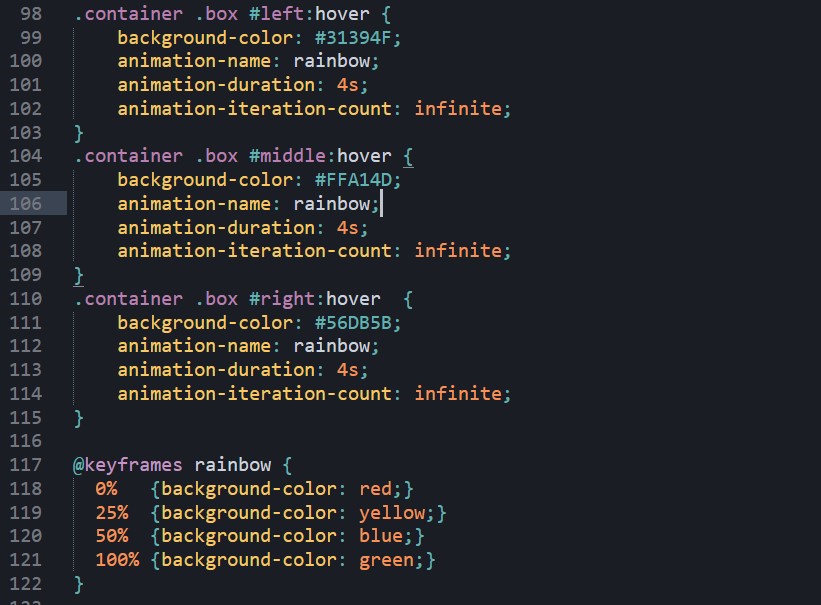 98 .container .box #left:hover {
99 background-color: #31394F;
100 animation-name: rainbow;
101 animation-duration: 4s;
102 animation-iteration-count: infinite;
103 }
104 .container .box #middle:hover {
105 background-color: #FFA14D;
106 animation-name: rainbow;
107 animation-duration: 4s;
108 animation-iteration-count: infinite;
109 }
110 .container .box #right:hover  {
111 background-color: #56DB5B;
112 animation-name: rainbow;
113 animation-duration: 4s;
114 animation-iteration-count: infinite;
115 }
116
117 @keyframes rainbow {
118 0%   {background-color: red;}
119 25%  {background-color: yellow;}
120 50%  {background-color: blue;}
121 100% {background-color: green;}
122 }